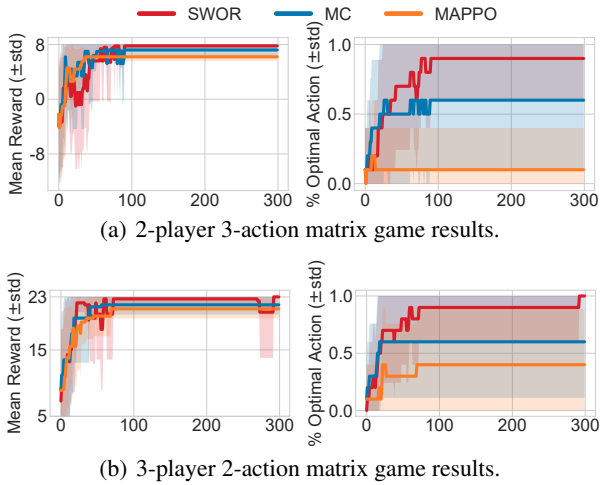 SWOR MC MAPPO
(a)
Mean Reward (±std)
8
0
-8
0 100 200 300
% Optimal Action (±std)
1.0
0.5
0.0
0 100 200 300
(a) 2-player 3-action matrix game results.
(b)
Mean Reward (±std)
23
15
5
0 100 200 300
% Optimal Action (±std)
1.0
0.5
0.0
0 100 200 300
(b) 3-player 2-action matrix game results.